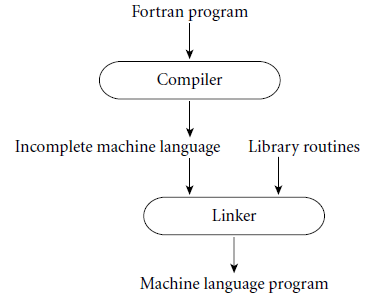 Fortran program
Compiler
Incomplete machine language
Library routines
Linker
Machine language program